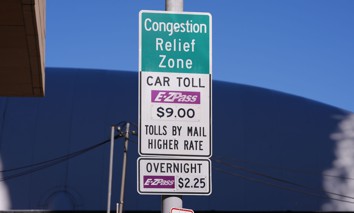 Congestion
Relief
Zone
CAR TOLL
E-ZPass
$9.00
TOLLS BY MAIL
HIGHER RATE
OVERNIGHT
E-ZPass $2.25